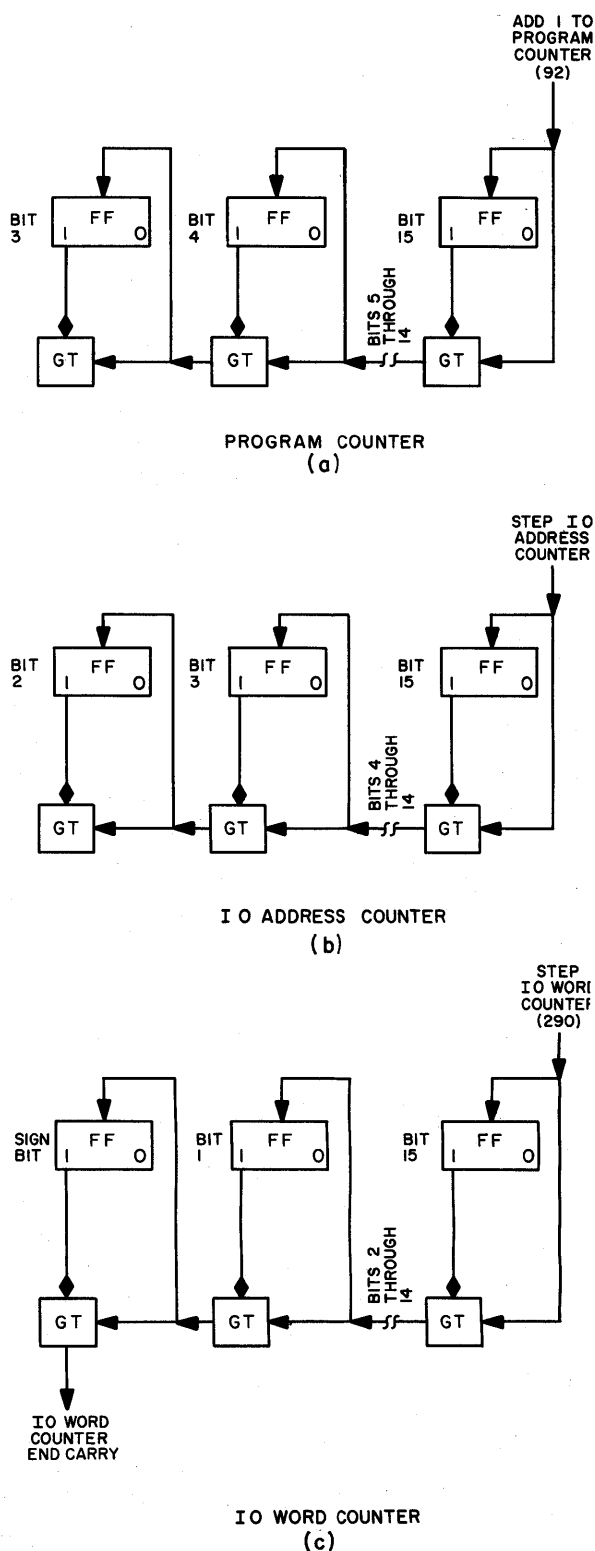 ADD 1 TO
PROGRAM
COUNTER
(92)
BIT
3
FF
1 0
BIT
4
FF
1 0
BIT
15
FF
1 0
BITS 5
THROUGH
14
GT
GT
GT
PROGRAM COUNTER
(a)
STEP IO
ADDRESS
COUNTER
BIT
2
FF
1 0
BIT
3
FF
1 0
BIT
15
FF
1 0
BITS 4
THROUGH
14
GT
GT
GT
IO ADDRESS COUNTER
(b)
STEP
IO WORD
COUNTER
(290)
SIGN
BIT
FF
1 0
BIT
1
FF
1 0
BIT
15
FF
1 0
BITS 2
THROUGH
14
GT
GT
GT
IO WORD
COUNTER
END CARRY
IO WORD COUNTER
(c)